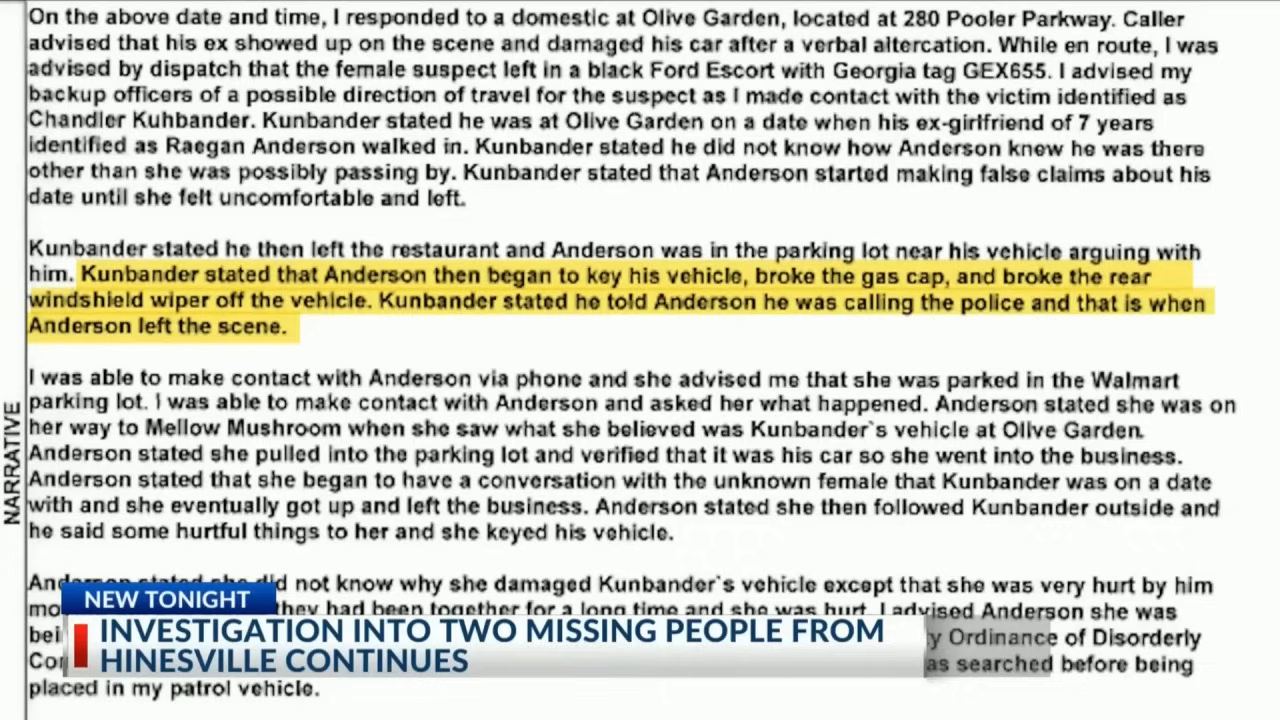 On the above date and time, I responded to a domestic at Olive Garden, located at 280 Pooler Parkway. Caller
advised that his ex showed up on the scene and damaged his car after a verbal altercation. While en route, I was
advised by dispatch that the female suspect left in a black Ford Escort with Georgia tag GEX655. I advised my
backup officers of a possible direction of travel for the suspect as I made contact with the victim identified as
Chandler Kuhbander. Kunbander stated he was at Olive Garden on a date when his ex-girlfriend of 7 years
identified as Raegan Anderson walked in. Kunbander stated he did not know how Anderson knew he was there
other than she was possibly passing by. Kunbander stated that Anderson started making false claims about his
date until she felt uncomfortable and left.
Kunbander stated he then left the restaurant and Anderson was in the parking lot near his vehicle arguing with
him. Kunbander stated that Anderson then began to key his vehicle, broke the gas cap, and broke the rear
windshield wiper off the vehicle. Kunbander stated he told Anderson he was calling the police and that is when
Anderson left the scene.
I was able to make contact with Anderson via phone and she advised me that she was parked in the Walmart
parking lot. I was able to make contact with Anderson and asked her what happened. Anderson stated she was on
her way to Mellow Mushroom when she saw what she believed was Kunbander`s vehicle at Olive Garden.
Anderson stated she pulled into the parking lot and verified that it was his car so she went into the business.
Anderson stated that she began to have a conversation with the unknown female that Kunbander was on a date
with and she eventually got up and left the business. Anderson stated she then followed Kunbander outside and
he said some hurtful things to her and she keyed his vehicle.
NARRATIVE
Anderson stated she did not know why she damaged Kunbander`s vehicle except that she was very hurt by him
they had been together for a long time and she was hurt. I advised Anderson she was
y Ordinance of Disorderly
as searched before being
placed in my patrol vehicle.
NEW TONIGHT
INVESTIGATION INTO TWO MISSING PEOPLE FROM
HINESVILLE CONTINUES